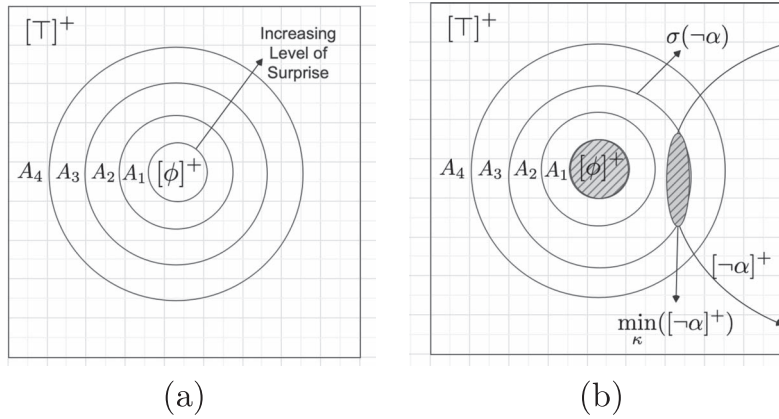 [⊤]⁺
Increasing
Level of
Surprise
A₄ A₃ A₂ A₁ [ϕ]⁺
(a)
[⊤]⁺
σ(¬α)
A₄ A₃ A₂ A₁ [ϕ]⁺
[¬α]⁺
min([¬α]⁺)
κ
(b)